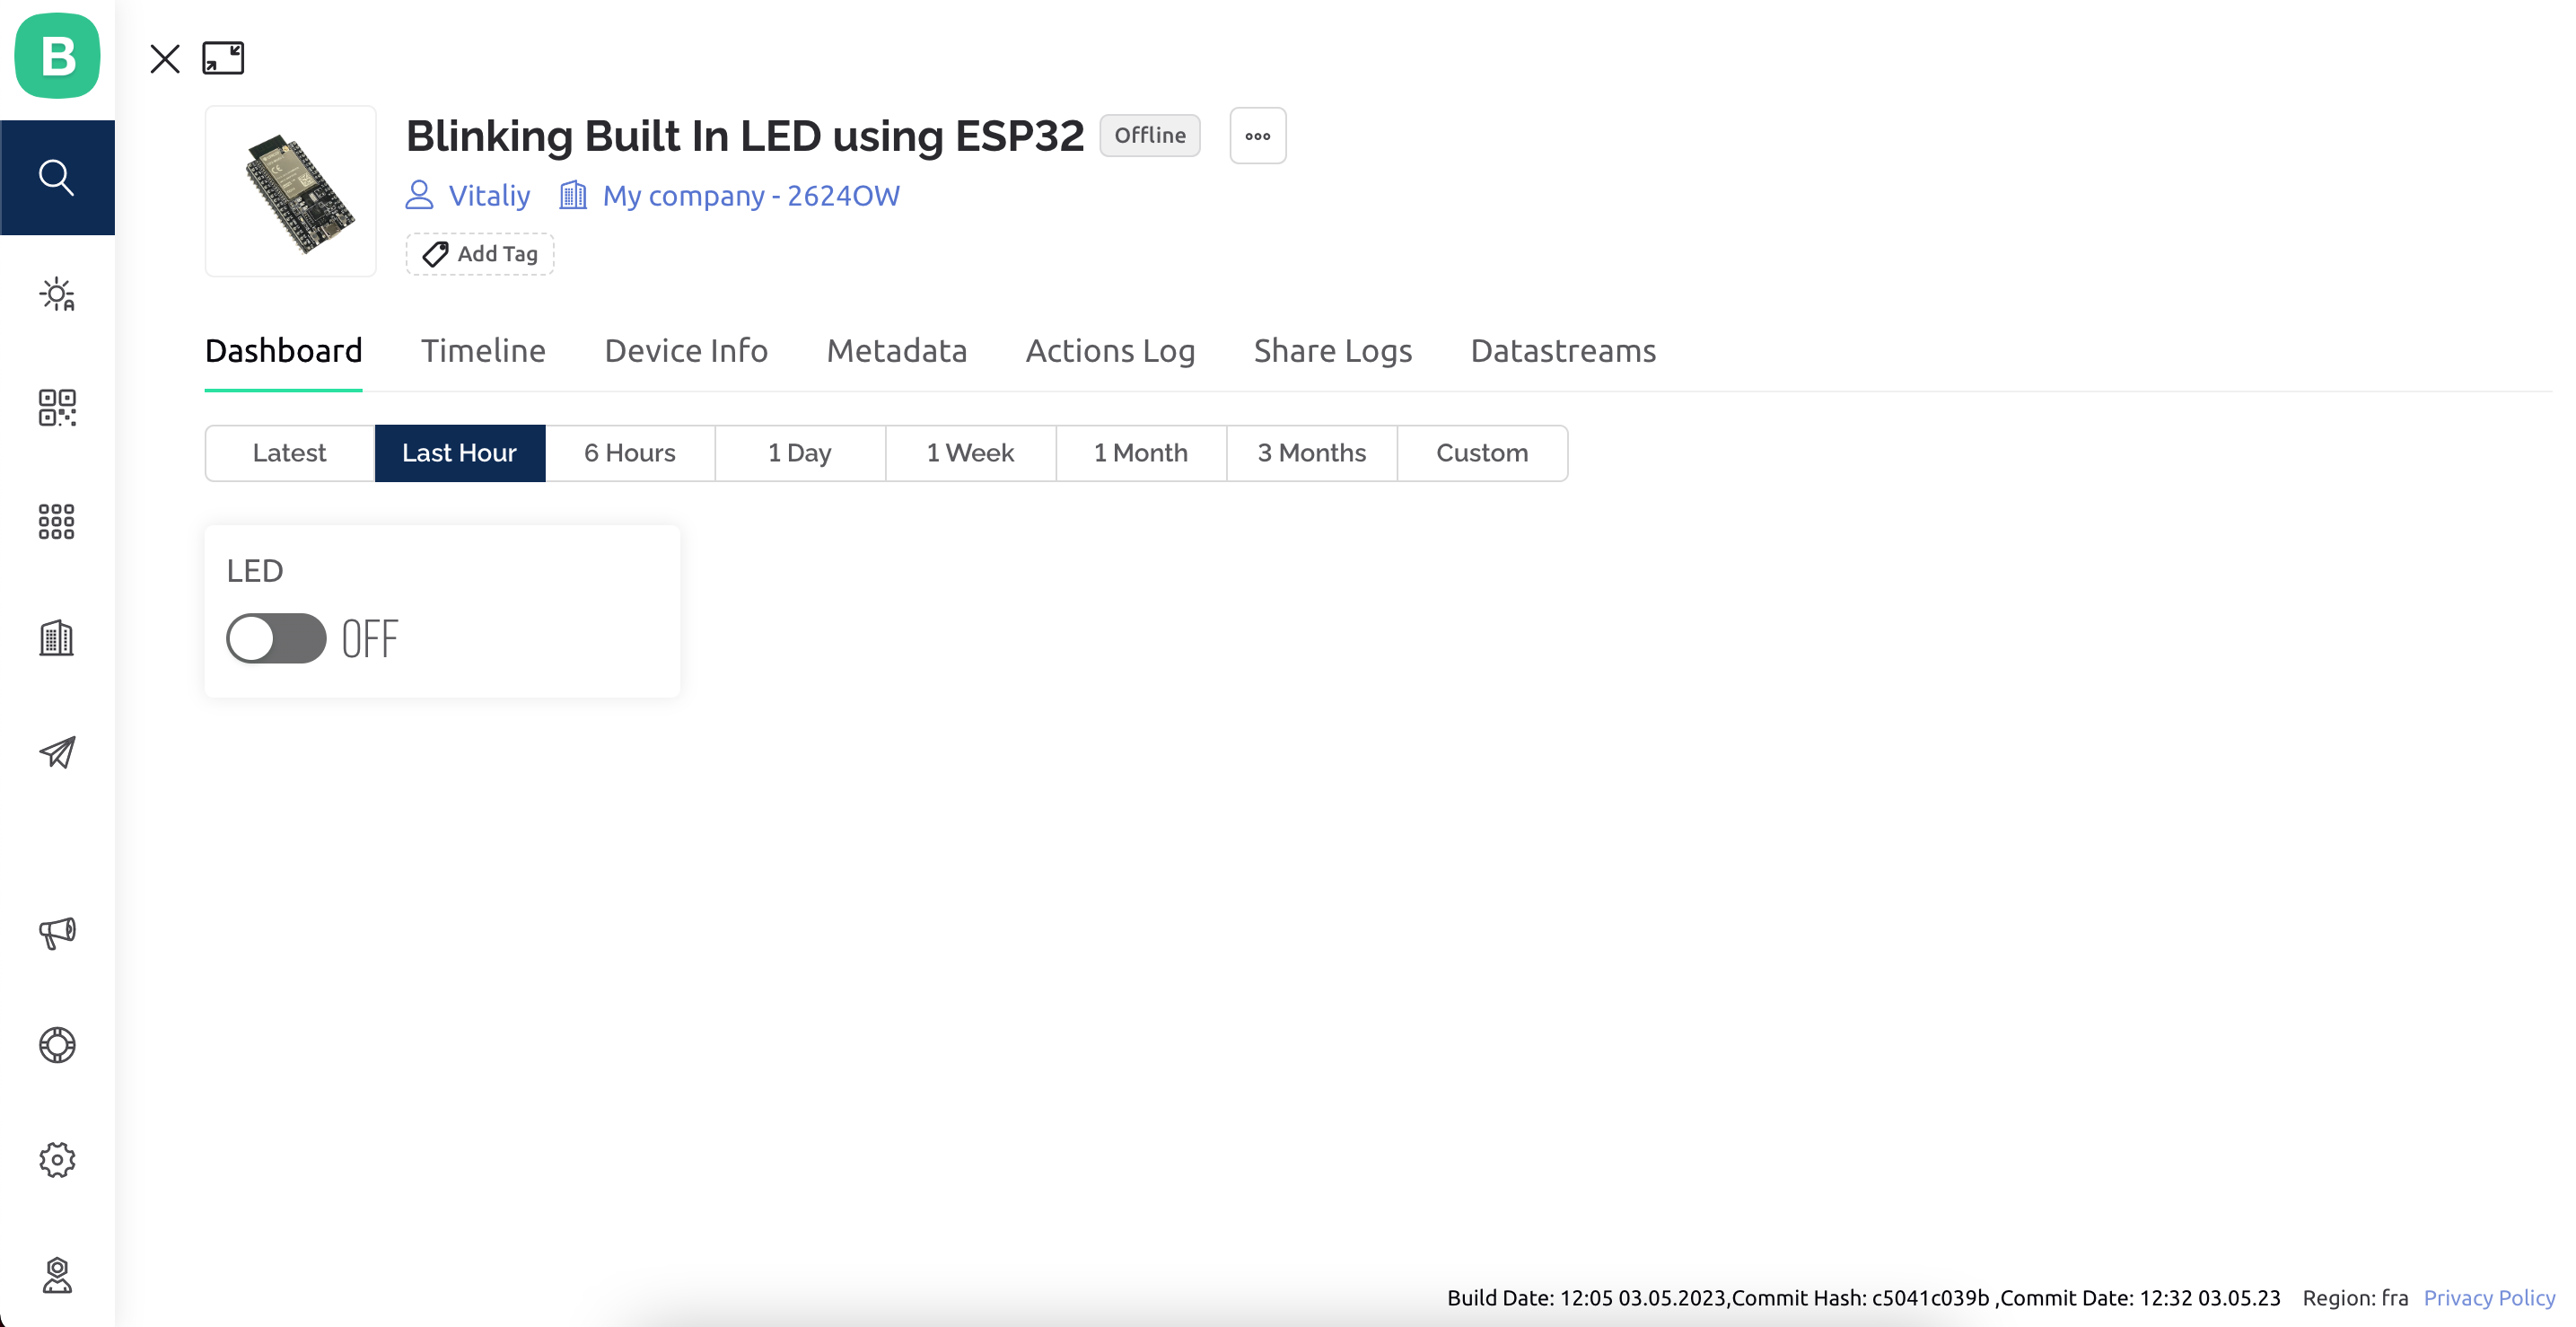 B
Blinking Built In LED using ESP32 Offline
Vitaliy My company - 2624OW
Add Tag
Dashboard Timeline Device Info Metadata Actions Log Share Logs Datastreams
Latest Last Hour 6 Hours 1 Day 1 Week 1 Month 3 Months Custom
LED
OFF
Build Date: 12:05 03.05.2023,Commit Hash: c5041c039b ,Commit Date: 12:32 03.05.23 Region: fra Privacy Policy